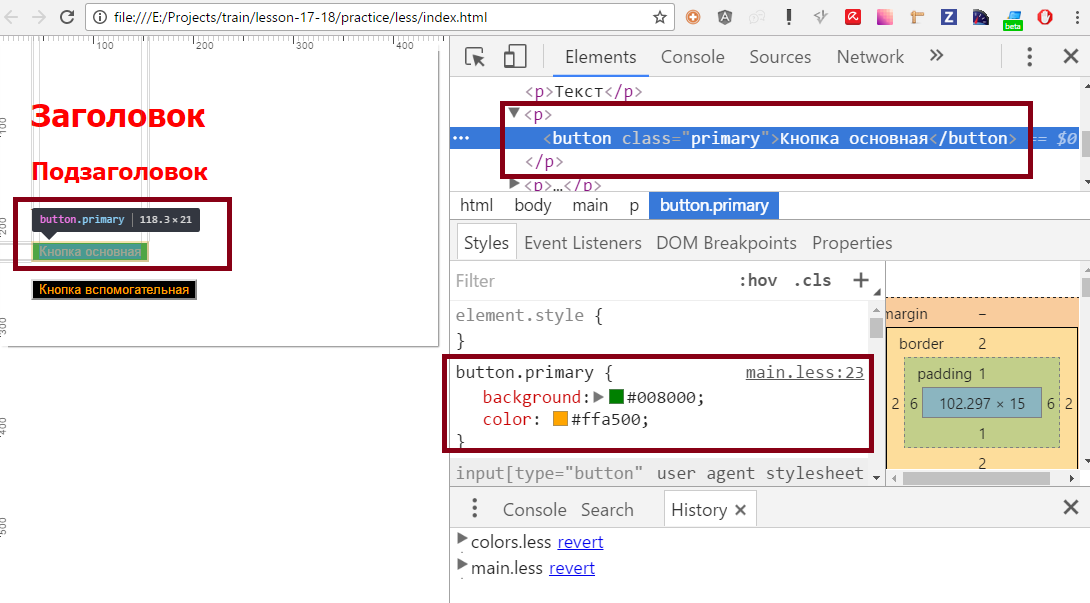 file:///E:/Projects/train/lesson-17-18/practice/less/index.html
beta
100 200 300 400
100
200
300
400
500
Заголовок
Подзаголовок
button.primary 118.3 × 21
Кнопка основная
Кнопка вспомогательная
Elements Console Sources Network »
<p>Текст</p>
▼<p>
... <button class="primary">Кнопка основная</button> == $0
</p>
▶<p>…</p>
html body main p button.primary
Styles Event Listeners DOM Breakpoints Properties
Filter :hov .cls +
element.style {
}
button.primary { main.less:23
background:▶#008000;
color: #ffa500;
}
input[type="button" user agent stylesheet
margin –
border 2
padding 1
2 6 102.297 × 15 6 2
1
2
Console Search History ×
▶colors.less revert
▶main.less revert